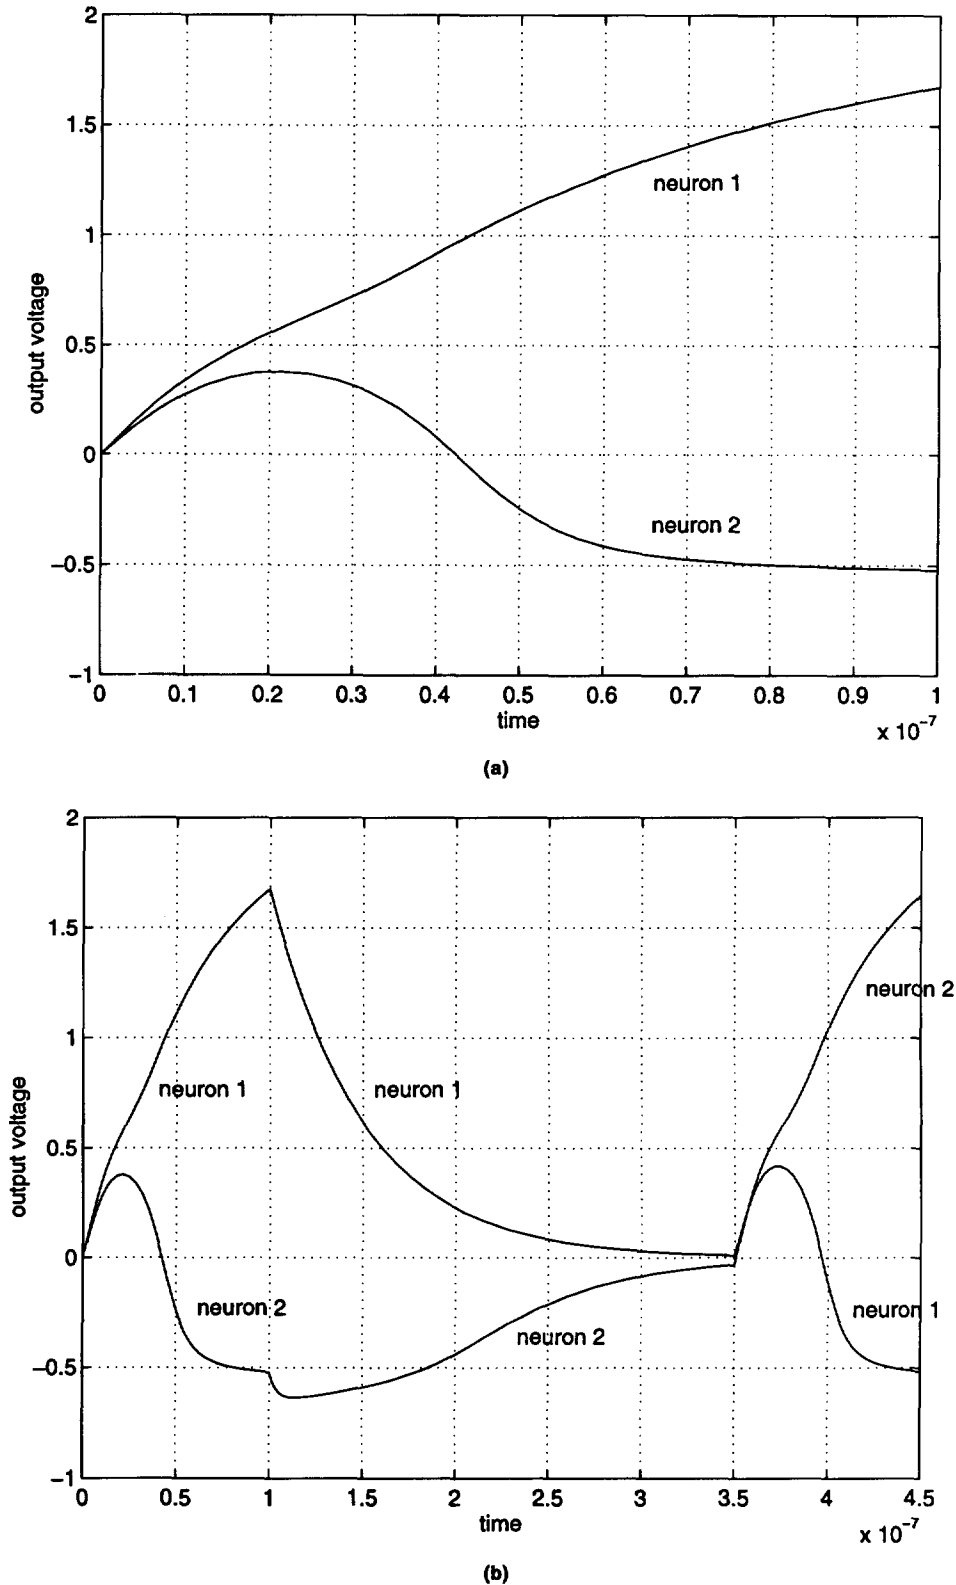 2
1.5
neuron 1
1
output voltage
0.5
0
neuron 2
−0.5
−1
0 0.1 0.2 0.3 0.4 0.5 0.6 0.7 0.8 0.9 1
time
x 10⁻⁷
(a)
2
1.5
neuron 2
1
neuron 1 neuron 1
output voltage
0.5
0
neuron 2 neuron 1
neuron 2
−0.5
−1
0 0.5 1 1.5 2 2.5 3 3.5 4 4.5
time
x 10⁻⁷
(b)